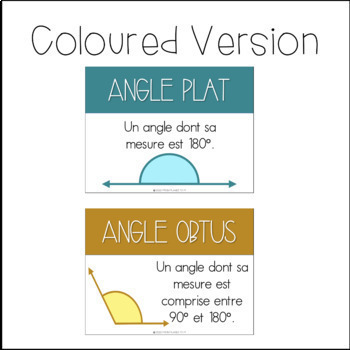 Coloured Version
ANGLE PLAT
Un angle dont sa
mesure est 180°.
ANGLE OBTUS
Un angle dont sa
mesure est
comprise entre
90° et 180°.